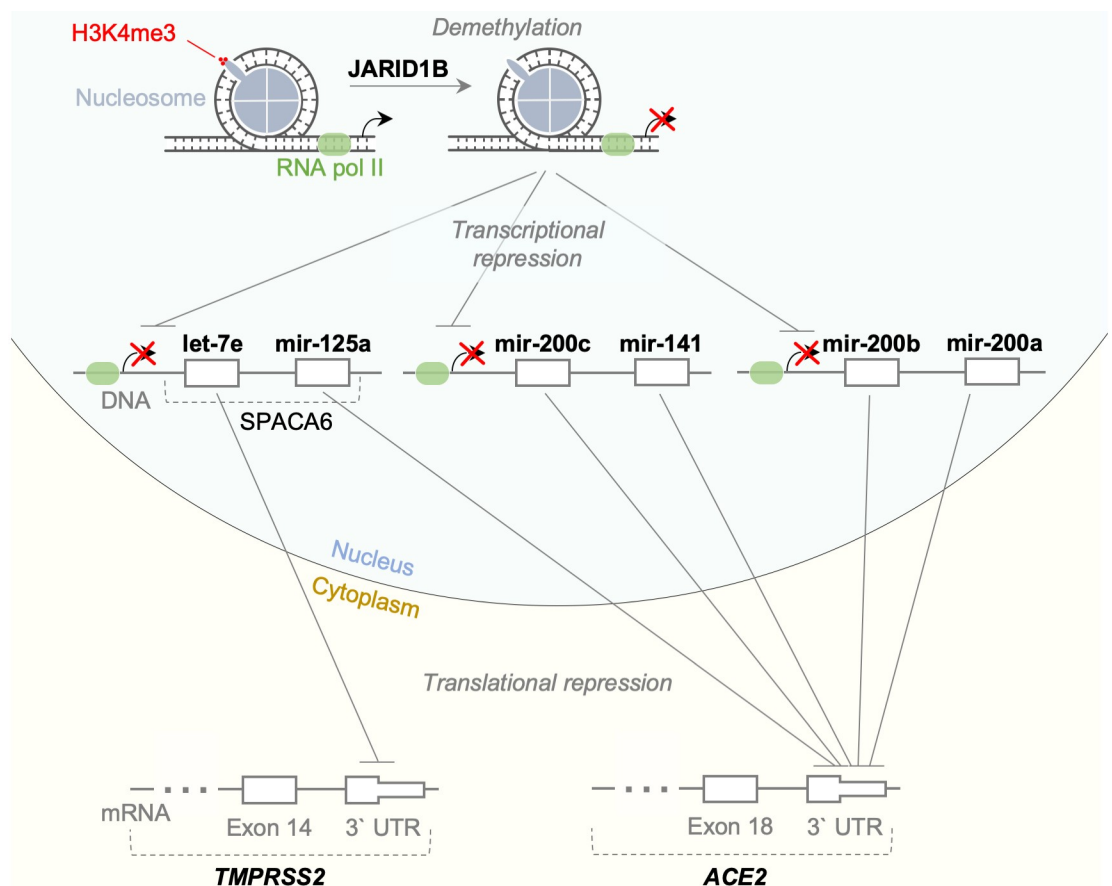 H3K4me3
Demethylation
JARID1B
Nucleosome
RNA pol II
Transcriptional
repression
let-7e
mir-125a
mir-200c
mir-141
mir-200b
mir-200a
DNA
SPACA6
Nucleus
Cytoplasm
Translational repression
mRNA
Exon 14
3` UTR
Exon 18
3` UTR
TMPRSS2
ACE2